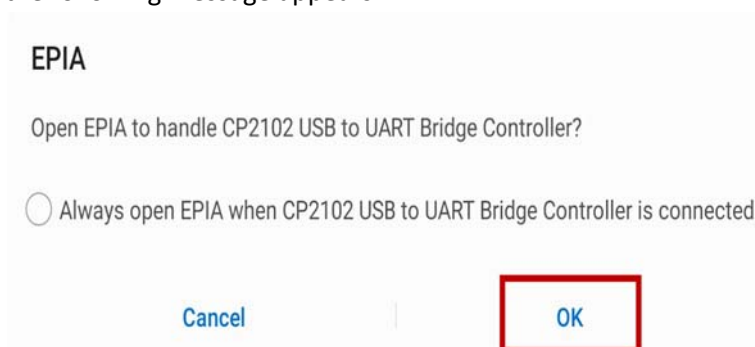 EPIA
Open EPIA to handle CP2102 USB to UART Bridge Controller?
Always open EPIA when CP2102 USB to UART Bridge Controller is connected
Cancel
OK